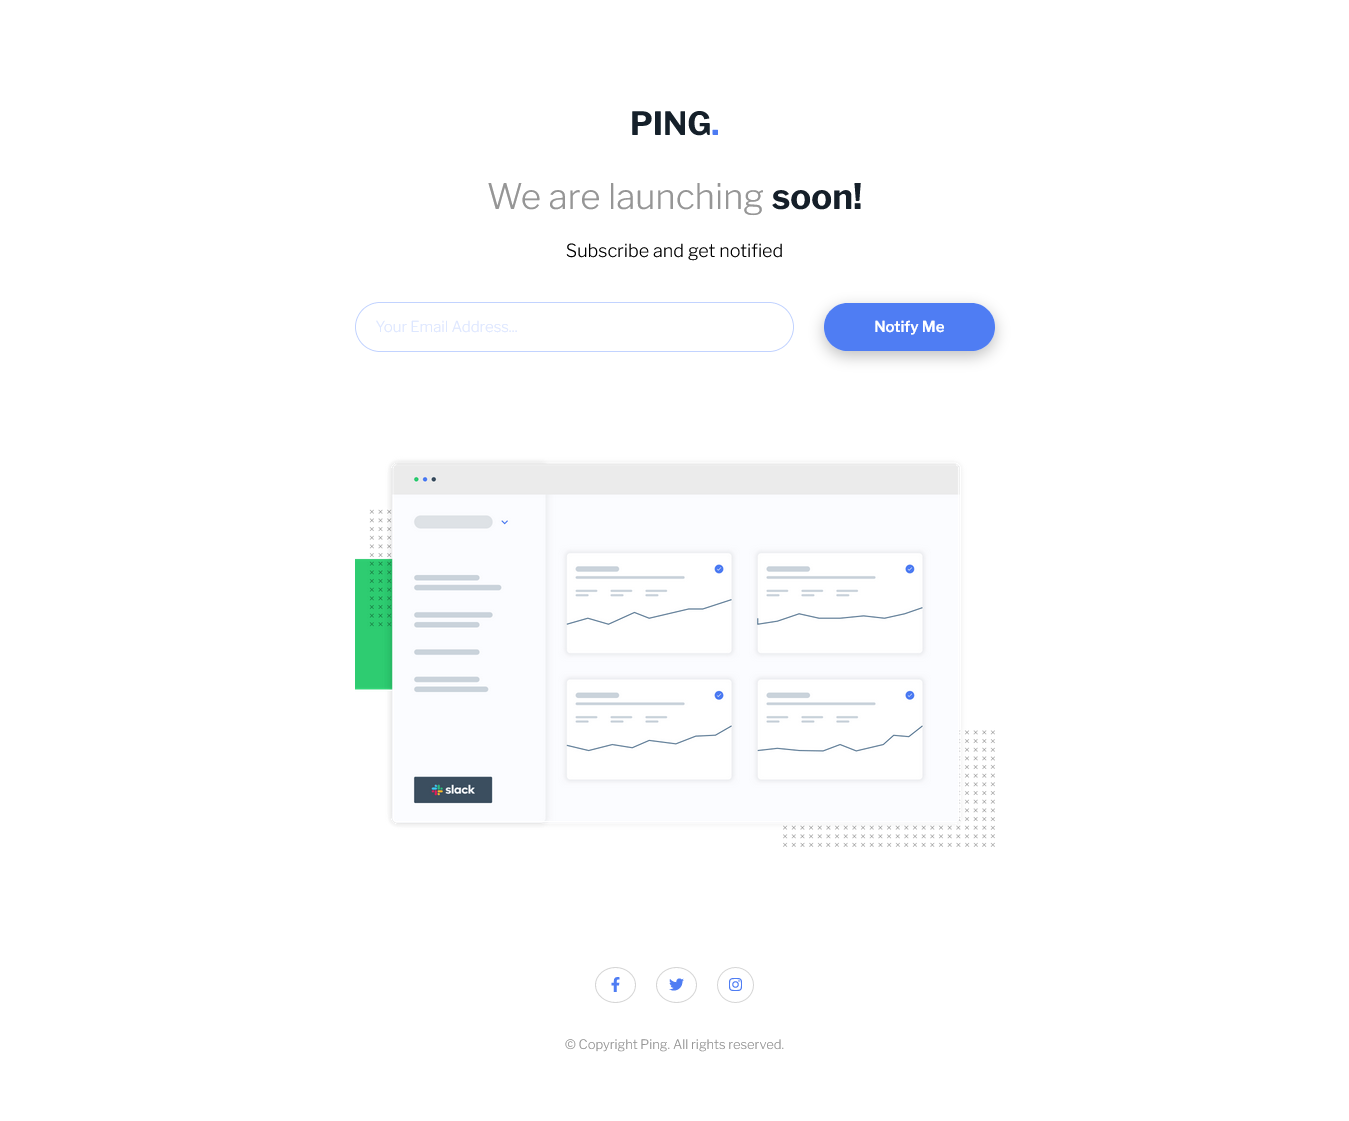 PING.
We are launching soon!
Subscribe and get notified
Your Email Address...
Notify Me
slack
© Copyright Ping. All rights reserved.